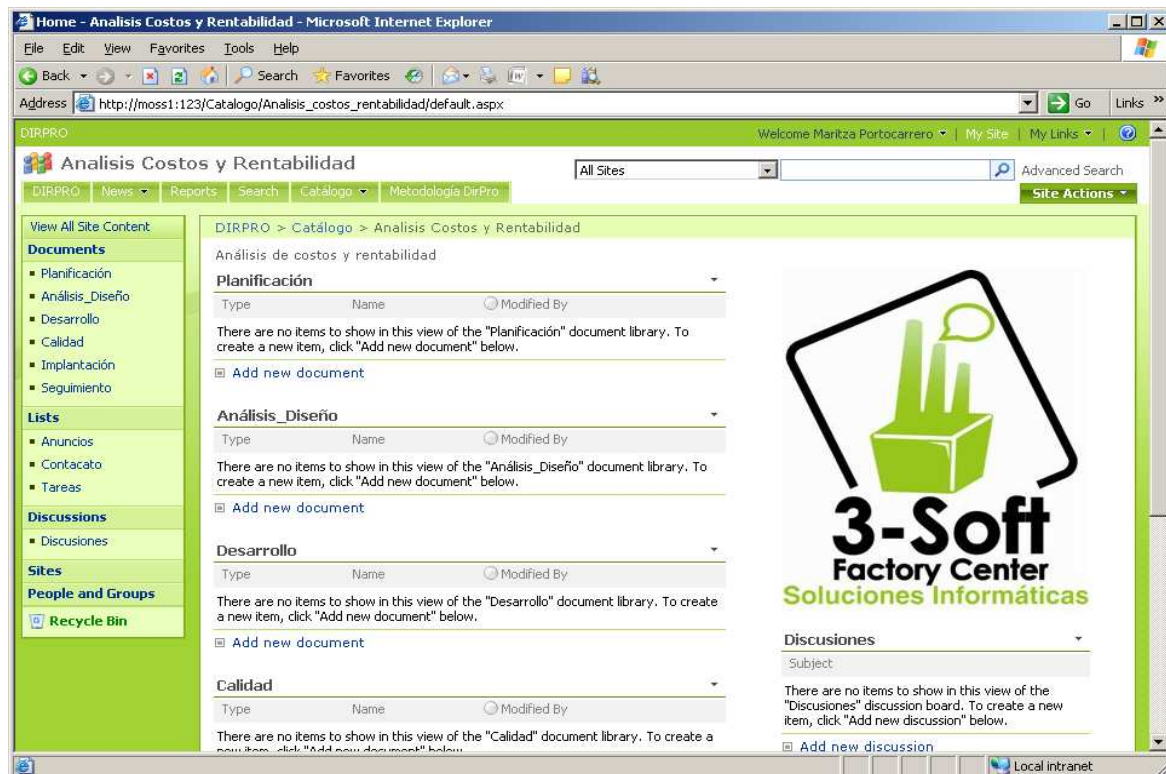 Home - Analisis Costos y Rentabilidad - Microsoft Internet Explorer
File Edit View Favorites Tools Help
Back Search Favorites
Address http://moss1:123/Catalogo/Analisis_costos_rentabilidad/default.aspx Go Links »
DIRPRO Welcome Maritza Portocarrero | My Site | My Links |
Analisis Costos y Rentabilidad All Sites Advanced Search
DIRPRO News Reports Search Catálogo Metodología DirPro Site Actions
View All Site Content
Documents
Planificación
Análisis_Diseño
Desarrollo
Calidad
Implantación
Seguimiento
Lists
Anuncios
Contacato
Tareas
Discussions
Discusiones
Sites
People and Groups
Recycle Bin
DIRPRO > Catálogo > Analisis Costos y Rentabilidad
Análisis de costos y rentabilidad
Planificación
Type Name Modified By
There are no items to show in this view of the "Planificación" document library. To
create a new item, click "Add new document" below.
Add new document
Análisis_Diseño
Type Name Modified By
There are no items to show in this view of the "Análisis_Diseño" document library. To
create a new item, click "Add new document" below.
Add new document
Desarrollo
Type Name Modified By
There are no items to show in this view of the "Desarrollo" document library. To create
a new item, click "Add new document" below.
Add new document
Calidad
Type Name Modified By
There are no items to show in this view of the "Calidad" document library. To create a
new item, click "Add new document" below.
3-Soft
Factory Center
Soluciones Informáticas
Discusiones
Subject
There are no items to show in this view of the
"Discusiones" discussion board. To create a new
item, click "Add new discussion" below.
Add new discussion
Local intranet